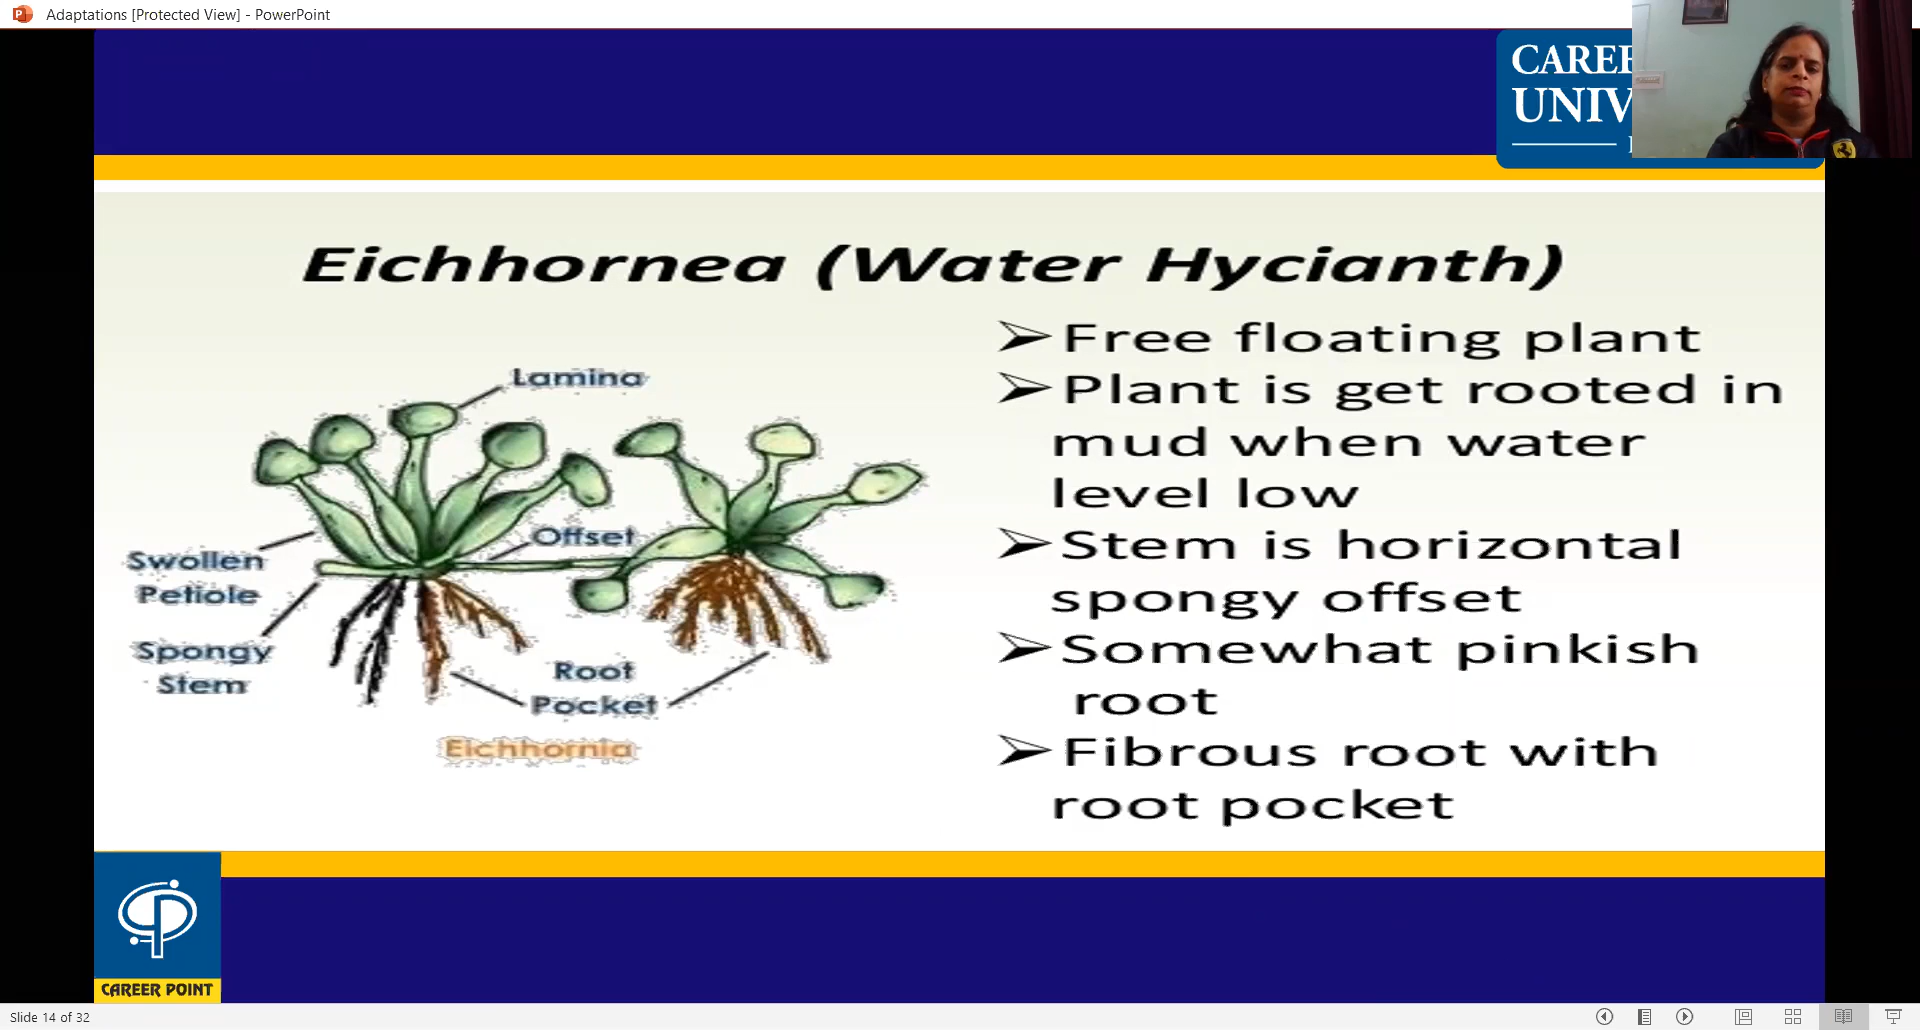 Adaptations [Protected View] - PowerPoint
CAREE
UNIV
Eichhornea (Water Hycianth)
Lamina
Offset
Swollen
Petiole
Spongy
Stem
Root
Pocket
Eichhornia
Free floating plant
Plant is get rooted in
mud when water
level low
Stem is horizontal
spongy offset
Somewhat pinkish
root
Fibrous root with
root pocket
CAREER POINT
Slide 14 of 32